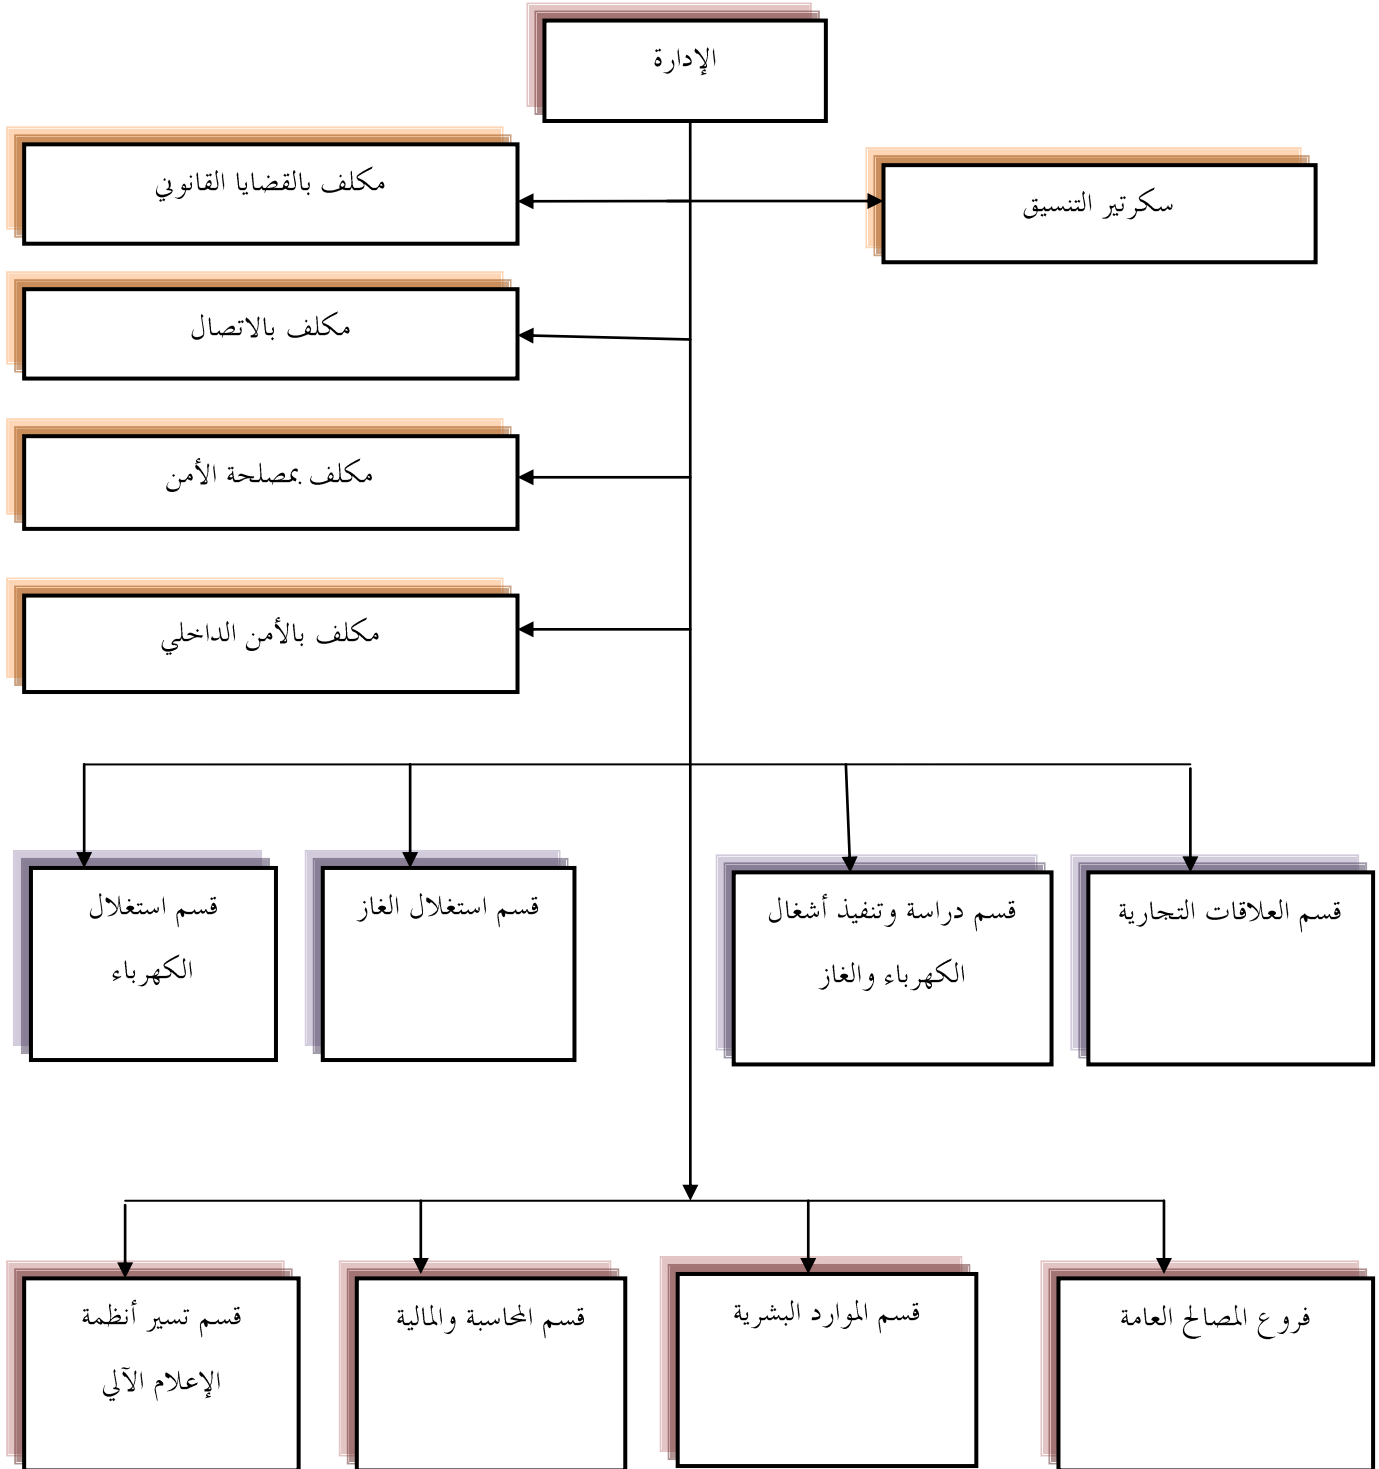 الإدارة
سكرتير التنسيق
مكلف بالقضايا القانوني
مكلف بالاتصال
مكلف بمصلحة الأمن
مكلف بالأمن الداخلي
قسم العلاقات التجارية
قسم دراسة وتنفيذ أشغال
الكهرباء والغاز
قسم استغلال الغاز
قسم استغلال
الكهرباء
فروع المصالح العامة
قسم الموارد البشرية
قسم المحاسبة والمالية
قسم تسير أنظمة
الإعلام الآلي